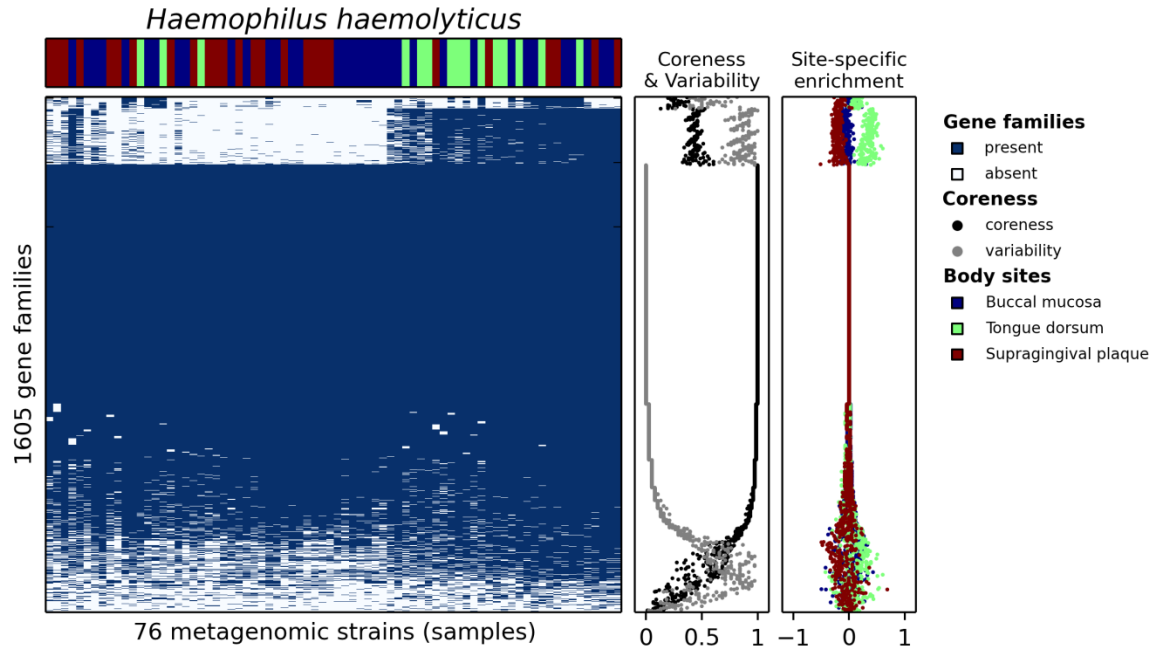 Haemophilus haemolyticus
Coreness
& Variability
Site-specific
enrichment
1605 gene families
76 metagenomic strains (samples)
0
0.5
1
−1
0
1
Gene families
present
absent
Coreness
coreness
variability
Body sites
Buccal mucosa
Tongue dorsum
Supragingival plaque